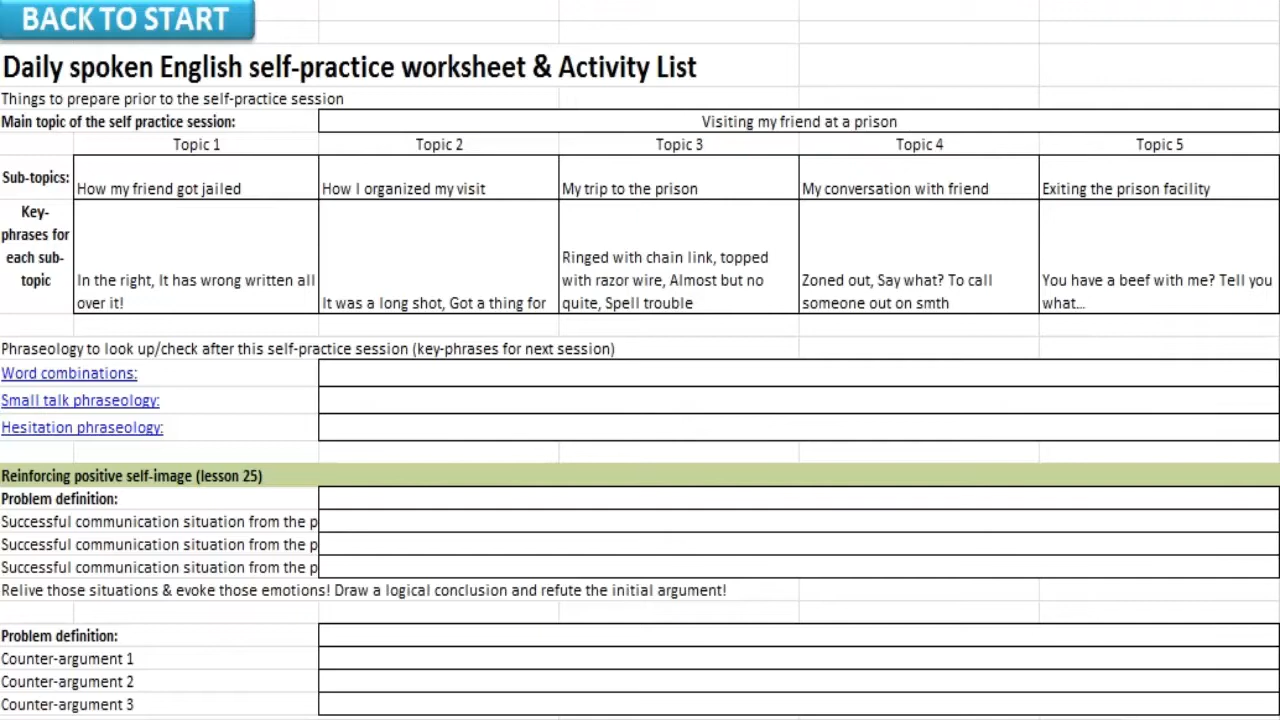 BACK TO START
Daily spoken English self-practice worksheet & Activity List
Things to prepare prior to the self-practice session
Main topic of the self practice session: Visiting my friend at a prison
Topic 1 Topic 2 Topic 3 Topic 4 Topic 5
Sub-topics: How my friend got jailed How I organized my visit My trip to the prison My conversation with friend Exiting the prison facility
Key-
phrases for
each sub-
topic
In the right, It has wrong written all
over it!
It was a long shot, Got a thing for
Ringed with chain link, topped
with razor wire, Almost but no
quite, Spell trouble
Zoned out, Say what? To call
someone out on smth
You have a beef with me? Tell you
what...
Phraseology to look up/check after this self-practice session (key-phrases for next session)
Word combinations:
Small talk phraseology:
Hesitation phraseology:
Reinforcing positive self-image (lesson 25)
Problem definition:
Successful communication situation from the p
Successful communication situation from the p
Successful communication situation from the p
Relive those situations & evoke those emotions! Draw a logical conclusion and refute the initial argument!
Problem definition:
Counter-argument 1
Counter-argument 2
Counter-argument 3